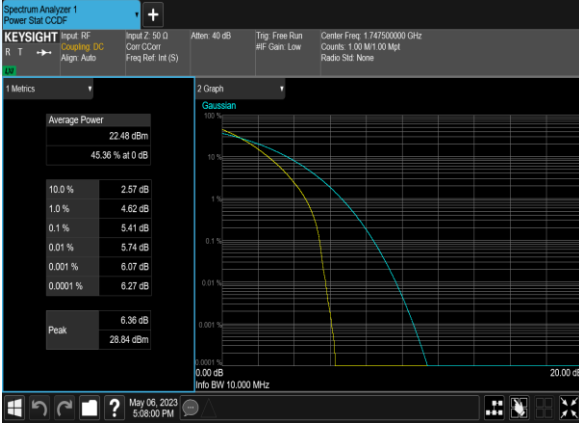 Spectrum Analyzer 1
Power Stat CCDF
KEYSIGHT
R T
Input: RF
Coupling: DC
Align: Auto
Input Z: 50 Ω
Corr CCorr
Freq Ref: Int (S)
Atten: 40 dB
Trig: Free Run
#IF Gain: Low
Center Freq: 1.747500000 GHz
Counts: 1.00 M/1.00 Mpt
Radio Std: None
1 Metrics
Average Power
22.48 dBm
45.36 % at 0 dB
10.0 % 2.57 dB
1.0 % 4.62 dB
0.1 % 5.41 dB
0.01 % 5.74 dB
0.001 % 6.07 dB
0.0001 % 6.27 dB
Peak
6.36 dB
28.84 dBm
2 Graph
Gaussian
100 %
10 %
1 %
0.1 %
0.01 %
0.001 %
0.0001 %
0.00 dB
20.00 dB
Info BW 10.000 MHz
?
May 06, 2023
5:08:00 PM